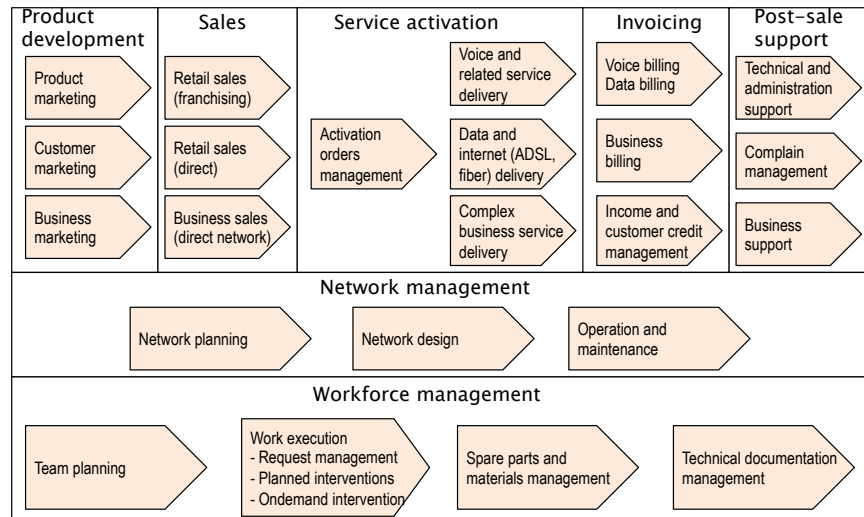 Product
development
Sales
Service activation
Invoicing
Post-sale
support
Product
marketing
Customer
marketing
Business
marketing
Retail sales
(franchising)
Retail sales
(direct)
Business sales
(direct network)
Activation
orders
management
Voice and
related service
delivery
Data and
internet (ADSL,
fiber) delivery
Complex
business service
delivery
Voice billing
Data billing
Business
billing
Income and
customer credit
management
Technical and
administration
support
Complain
management
Business
support
Network management
Network planning
Network design
Operation and
maintenance
Workforce management
Team planning
Work execution
- Request management
- Planned interventions
- Ondemand intervention
Spare parts and
materials management
Technical documentation
management